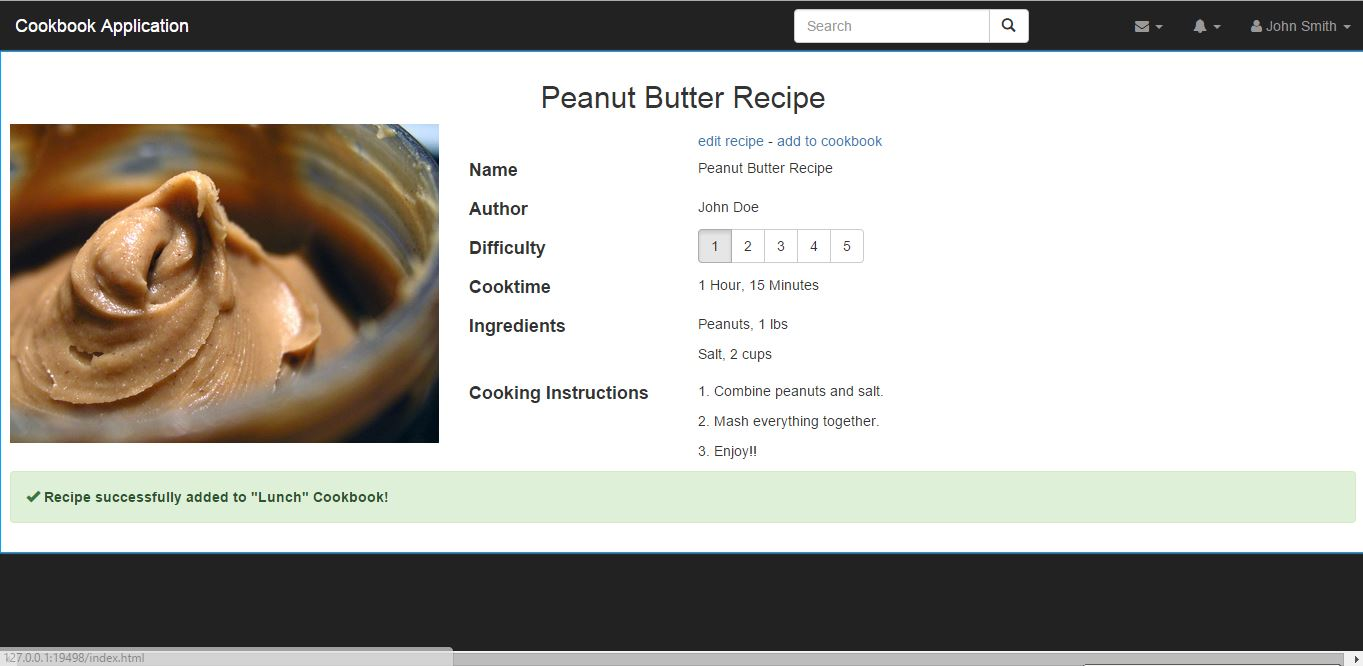 Cookbook Application
Search
John Smith
Peanut Butter Recipe
edit recipe - add to cookbook
Name
Peanut Butter Recipe
Author
John Doe
Difficulty
1 2 3 4 5
Cooktime
1 Hour, 15 Minutes
Ingredients
Peanuts, 1 lbs
Salt, 2 cups
Cooking Instructions
1. Combine peanuts and salt.
2. Mash everything together.
3. Enjoy!!
Recipe successfully added to "Lunch" Cookbook!
127.0.0.1:19498/index.html